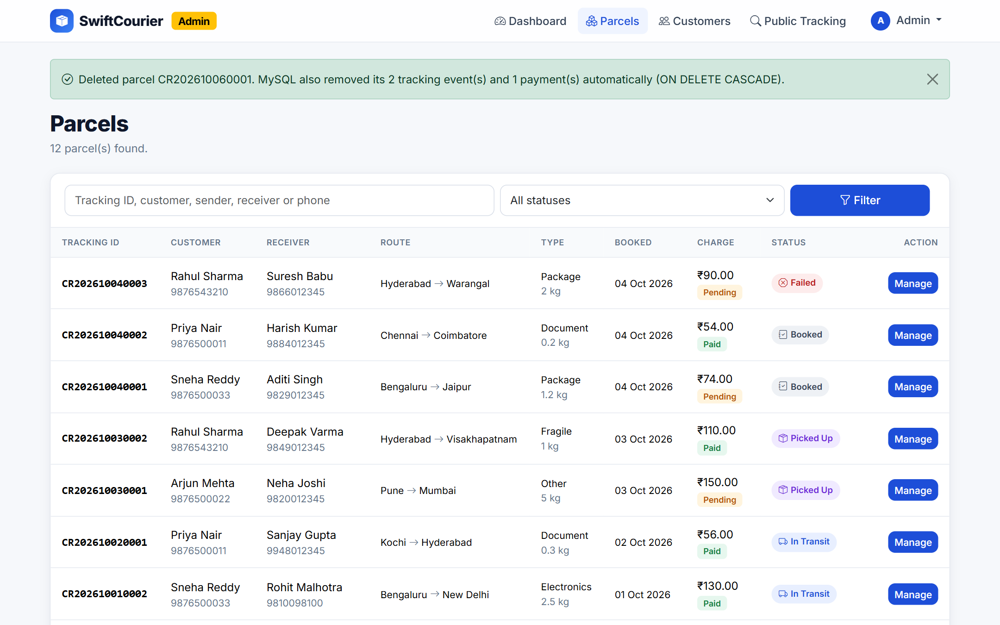 SwiftCourier Admin
Dashboard Parcels Customers Public Tracking A Admin
Deleted parcel CR202610060001. MySQL also removed its 2 tracking event(s) and 1 payment(s) automatically (ON DELETE CASCADE).
Parcels
12 parcel(s) found.
Tracking ID, customer, sender, receiver or phone All statuses Filter
TRACKING ID CUSTOMER RECEIVER ROUTE TYPE BOOKED CHARGE STATUS ACTION
CR202610040003 Rahul Sharma Suresh Babu Hyderabad → Warangal Package 04 Oct 2026 ₹90.00 Failed Manage
9876543210 9866012345 2 kg Pending
CR202610040002 Priya Nair Harish Kumar Chennai → Coimbatore Document 04 Oct 2026 ₹54.00 Booked Manage
9876500011 9884012345 0.2 kg Paid
CR202610040001 Sneha Reddy Aditi Singh Bengaluru → Jaipur Package 04 Oct 2026 ₹74.00 Booked Manage
9876500033 9829012345 1.2 kg Pending
CR202610030002 Rahul Sharma Deepak Varma Hyderabad → Visakhapatnam Fragile 03 Oct 2026 ₹110.00 Picked Up Manage
9876543210 9849012345 1 kg Paid
CR202610030001 Arjun Mehta Neha Joshi Pune → Mumbai Other 03 Oct 2026 ₹150.00 Picked Up Manage
9876500022 9820012345 5 kg Pending
CR202610020001 Priya Nair Sanjay Gupta Kochi → Hyderabad Document 02 Oct 2026 ₹56.00 In Transit Manage
9876500011 9948012345 0.3 kg Paid
CR202610010002 Sneha Reddy Rohit Malhotra Bengaluru → New Delhi Electronics 01 Oct 2026 ₹130.00 In Transit Manage
9876500033 9810098100 2.5 kg Paid